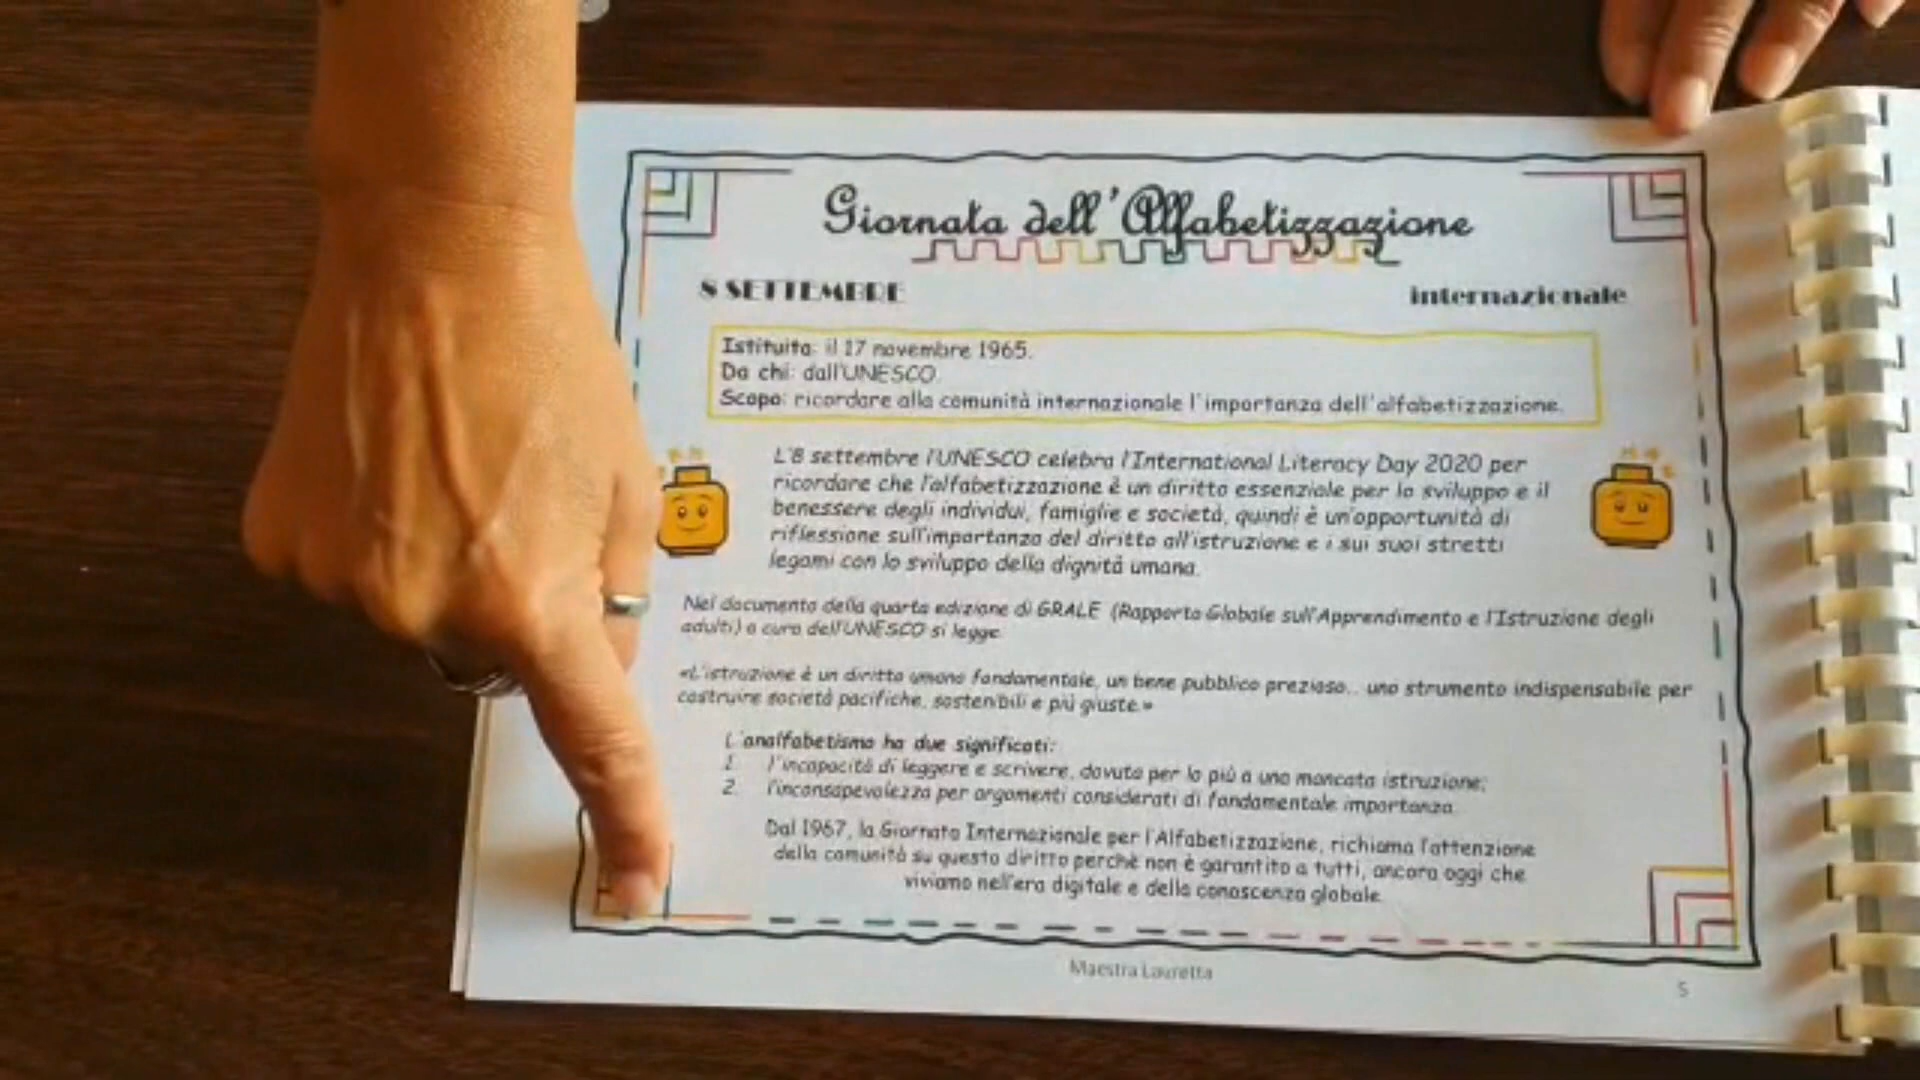 Giornata dell'Alfabetizzazione
8 SETTEMBRE
internazionale
Istituita: il 17 novembre 1965.
Da chi: dall'UNESCO.
Scopo: ricordare alla comunità internazionale l'importanza dell'alfabetizzazione.
L'8 settembre l'UNESCO celebra l'International Literacy Day 2020 per
ricordare che l'alfabetizzazione è un diritto essenziale per lo sviluppo e il
benessere degli individui, famiglie e società, quindi è un'opportunità di
riflessione sull'importanza del diritto all'istruzione e i sui suoi stretti
legami con lo sviluppo della dignità umana.
Nel documento della quarta edizione di GRALE (Rapporto Globale sull'Apprendimento e l'Istruzione degli
adulti) a cura dell'UNESCO si legge:
«L'istruzione è un diritto umano fondamentale, un bene pubblico prezioso.. uno strumento indispensabile per
costruire società pacifiche, sostenibili e più giuste.»
L'analfabetismo ha due significati:
1. l'incapacità di leggere e scrivere, dovuta per lo più a una mancata istruzione;
2. l'inconsapevolezza per argomenti considerati di fondamentale importanza.
Dal 1967, la Giornata Internazionale per l'Alfabetizzazione, richiama l'attenzione
della comunità su questo diritto perchè non è garantito a tutti, ancora oggi che
viviamo nell'era digitale e della conoscenza globale.
Maestra Lauretta
5